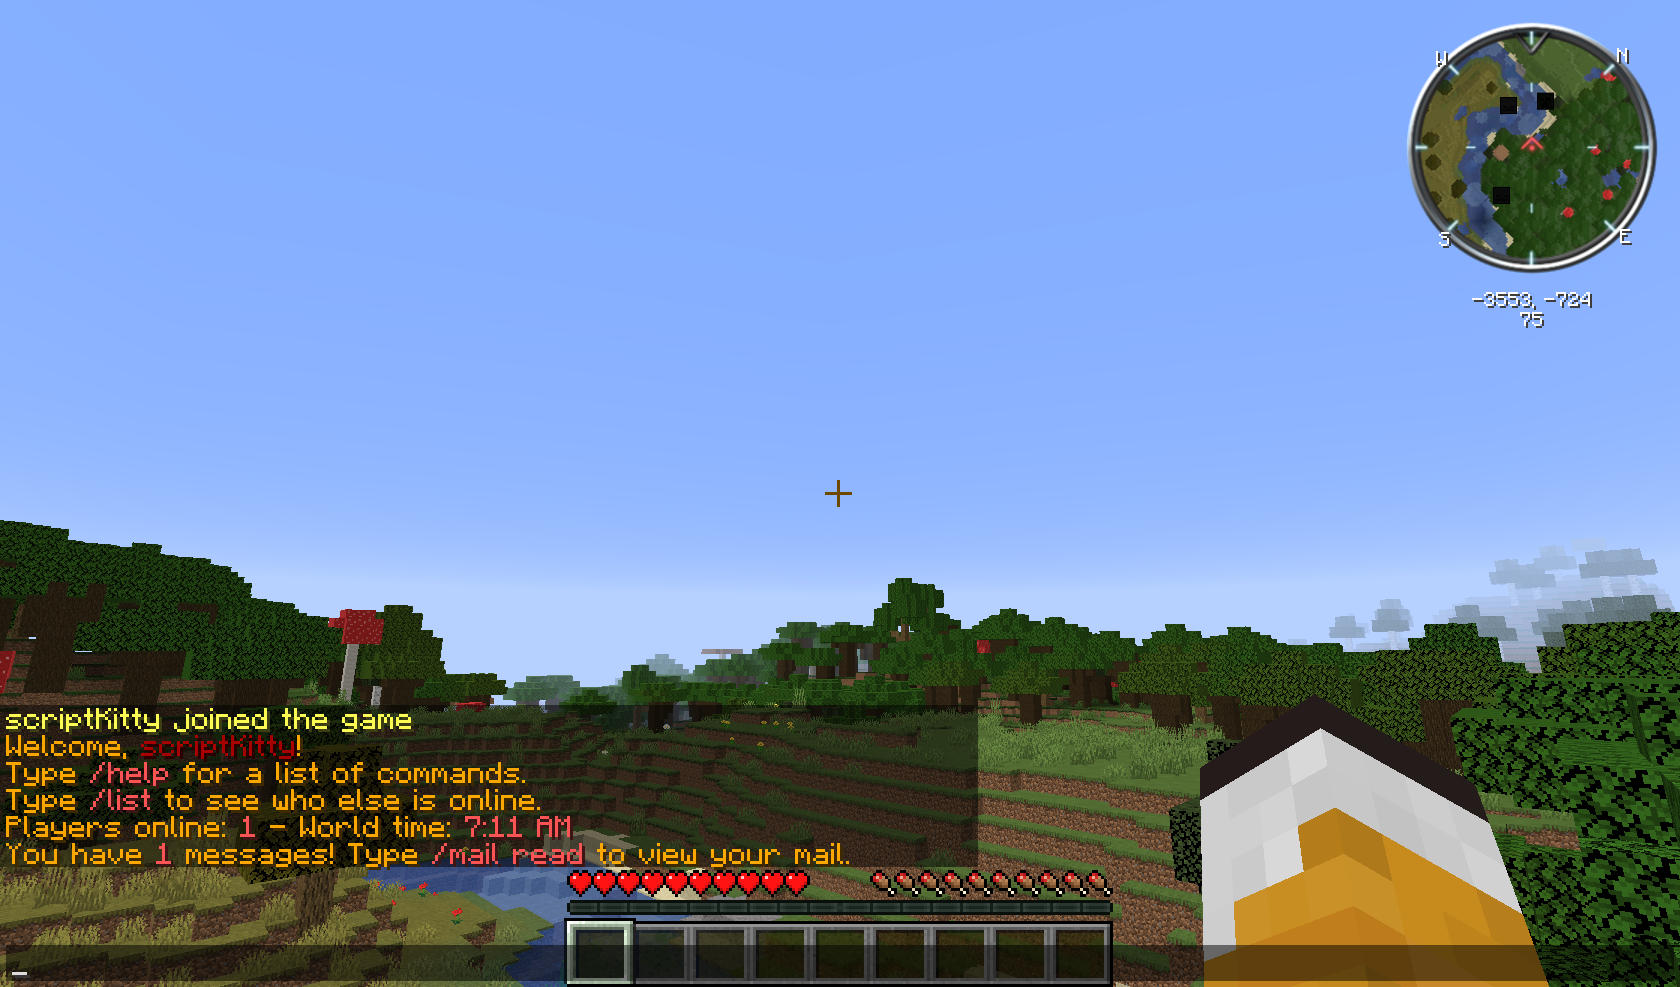 W
N
S
E
-3553, -724
75
scriptKitty joined the game
Welcome, scriptKitty!
Type /help for a list of commands.
Type /list to see who else is online.
Players online: 1 - World time: 7:11 AM
You have 1 messages! Type /mail read to view your mail.
_